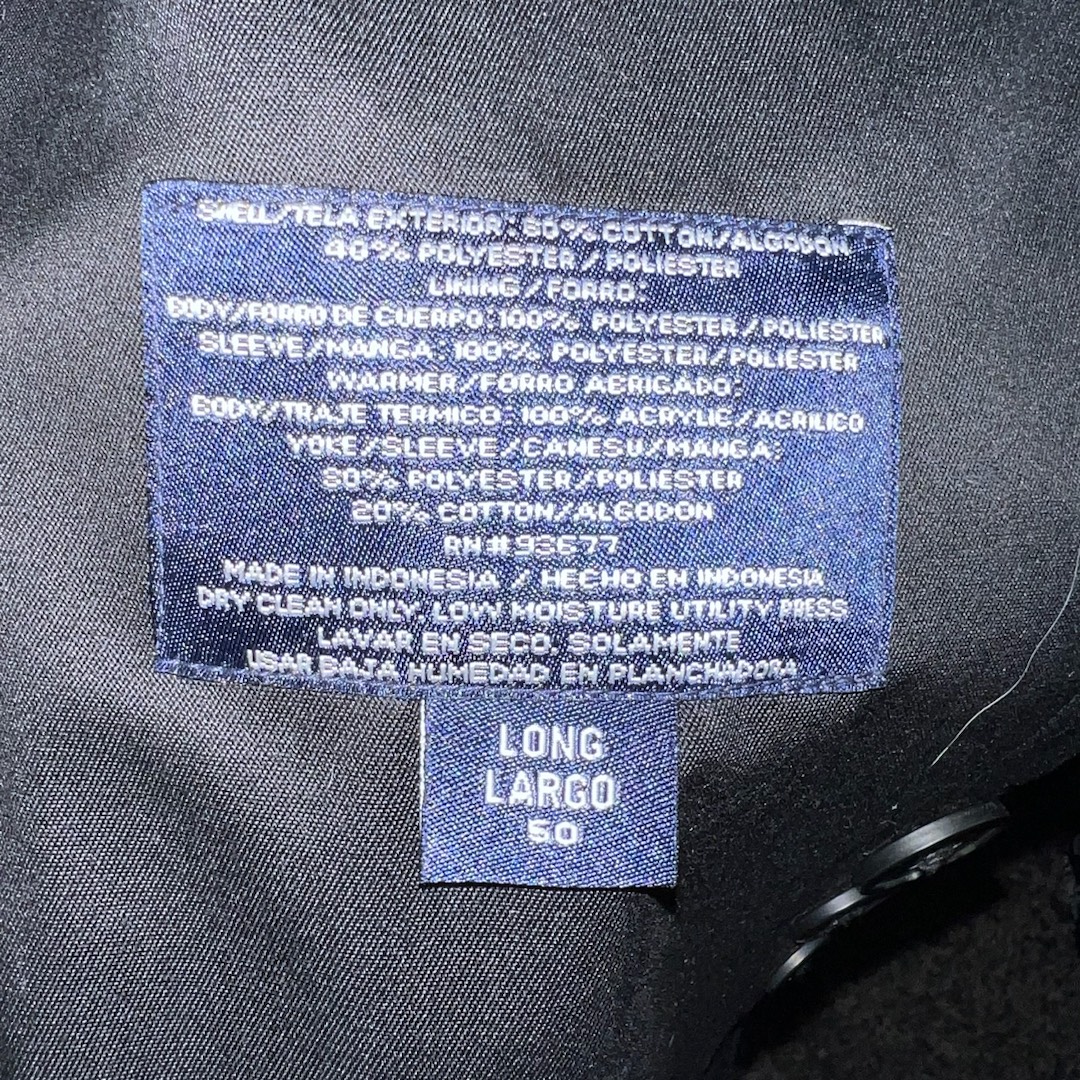 SHELL/TELA EXTERIOR: 60% COTTON/ALGODON
40% POLYESTER/POLIESTER
LINING/FORRO:
BODY/FORRO DE CUERPO: 100% POLYESTER/POLIESTER
SLEEVE/MANGA: 100% POLYESTER/POLIESTER
WARMER/FORRO ABRIGADO:
BODY/TRAJE TERMICO: 100% ACRYLIC/ACRILICO
YOKE/SLEEVE/CANESU/MANGA:
80% POLYESTER/POLIESTER
20% COTTON/ALGODON
RN#93677
MADE IN INDONESIA / HECHO EN INDONESIA
DRY CLEAN ONLY. LOW MOISTURE UTILITY PRESS
LAVAR EN SECO. SOLAMENTE
USAR BAJA HUMEDAD EN PLANCHADORA
LONG
LARGO
50